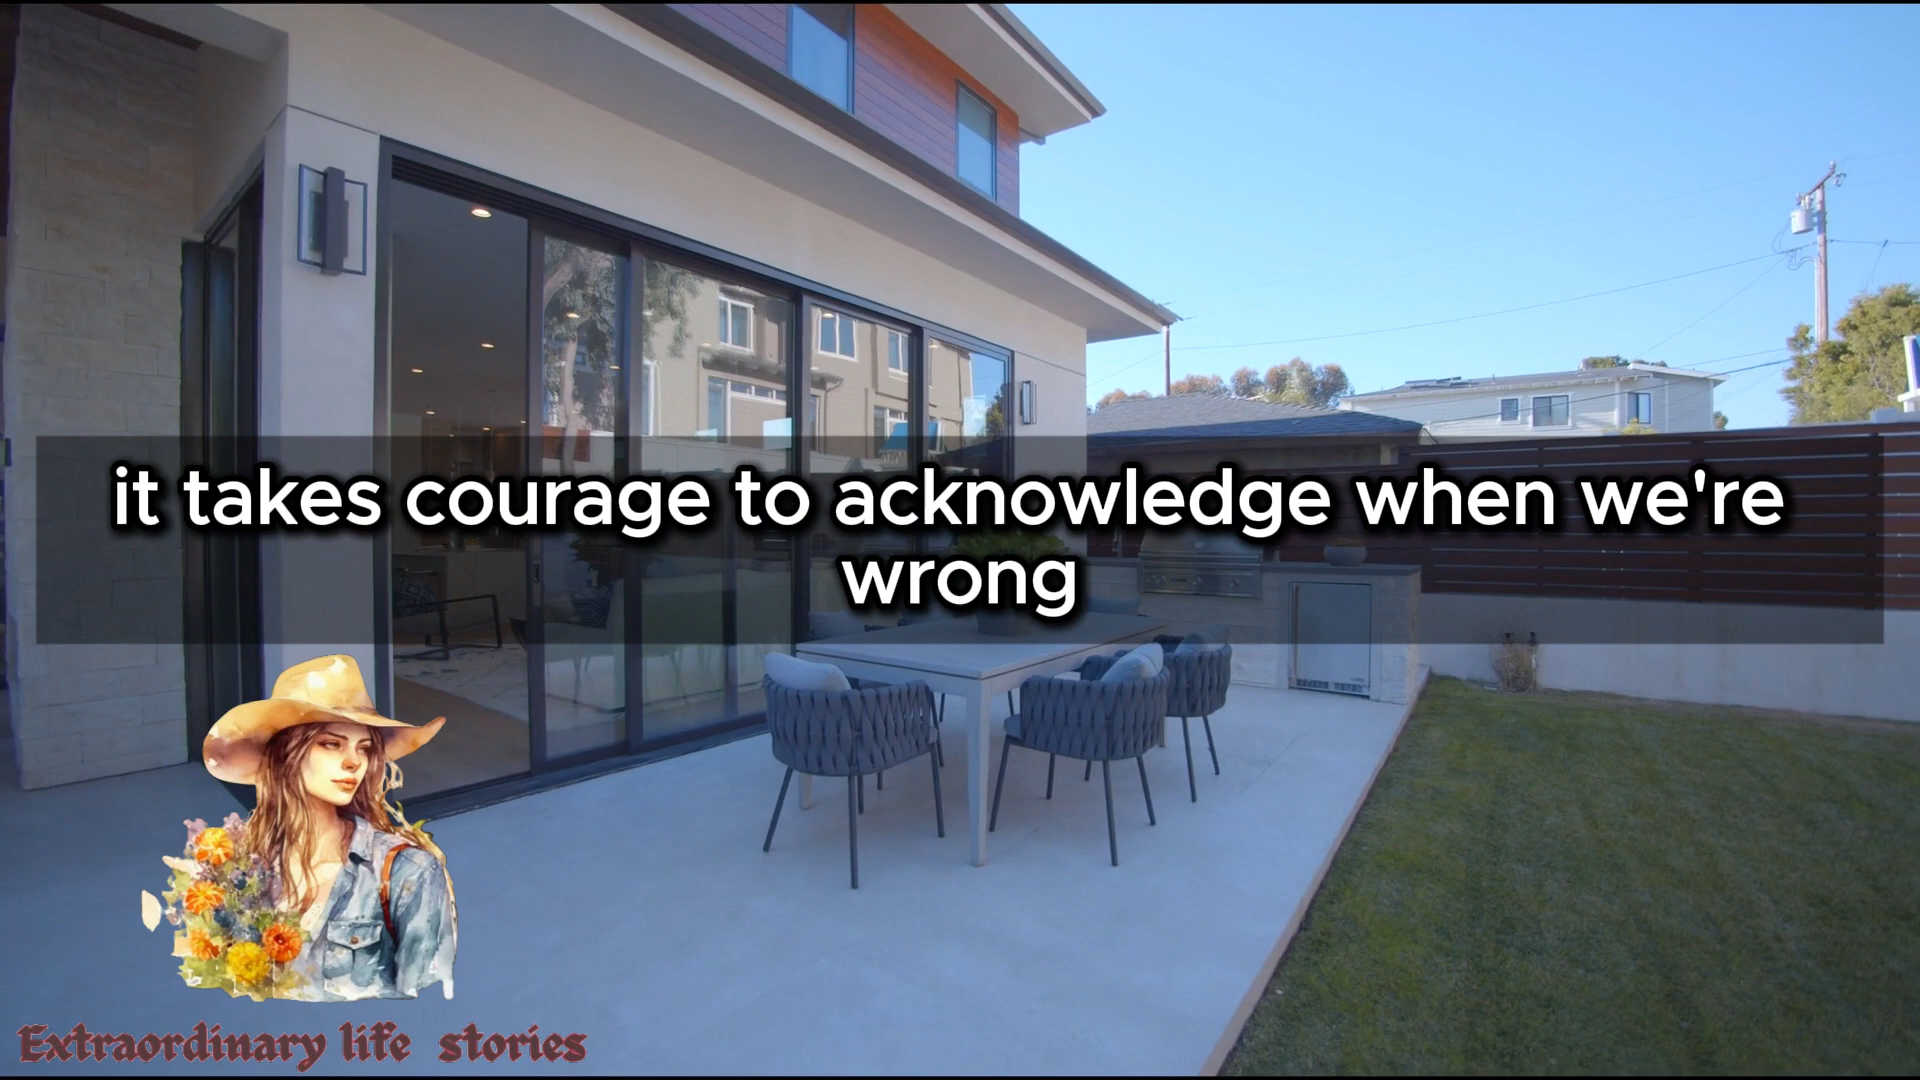 it takes courage to acknowledge when we're
wrong
Extraordinary life stories